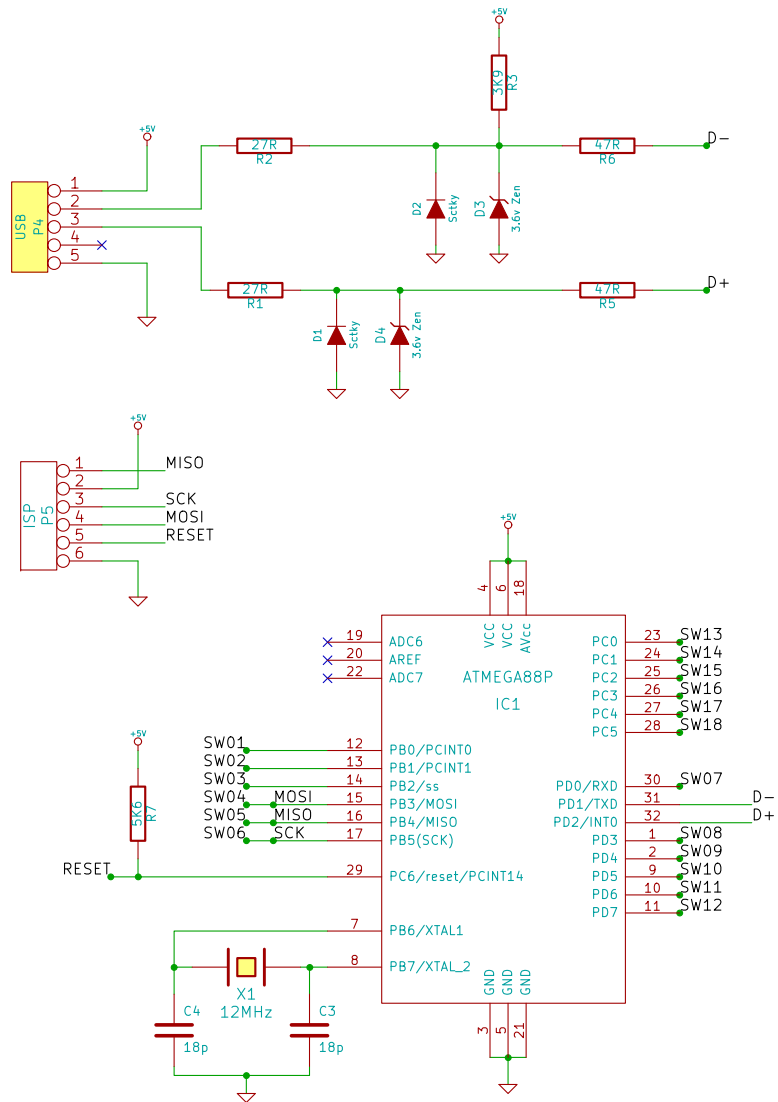 +5V
3K9
R3
+5V
27R
R2
47R
R6
D-
USB
P4
1
2
3
4
5
D2
Sctky
D3
3.6v Zen
27R
R1
47R
R5
D+
D1
Sctky
D4
3.6v Zen
+5V
ISP
P5
1 MISO
2
3 SCK
4 MOSI
5 RESET
6
+5V
4 6 18
VCC VCC AVcc
ATMEGA88P
IC1
19 ADC6
20 AREF
22 ADC7
PC0 23 SW13
PC1 24 SW14
PC2 25 SW15
PC3 26 SW16
PC4 27 SW17
PC5 28 SW18
SW01 12 PB0/PCINT0
SW02 13 PB1/PCINT1
SW03 14 PB2/ss
SW04 MOSI 15 PB3/MOSI
SW05 MISO 16 PB4/MISO
SW06 SCK 17 PB5(SCK)
PD0/RXD 30 SW07
PD1/TXD 31 D-
PD2/INT0 32 D+
PD3 1 SW08
PD4 2 SW09
PD5 9 SW10
PD6 10 SW11
PD7 11 SW12
+5V
5K6
R7
RESET 29 PC6/reset/PCINT14
7 PB6/XTAL1
8 PB7/XTAL_2
X1
12MHz
C4
18p
C3
18p
GND GND GND
3 5 21